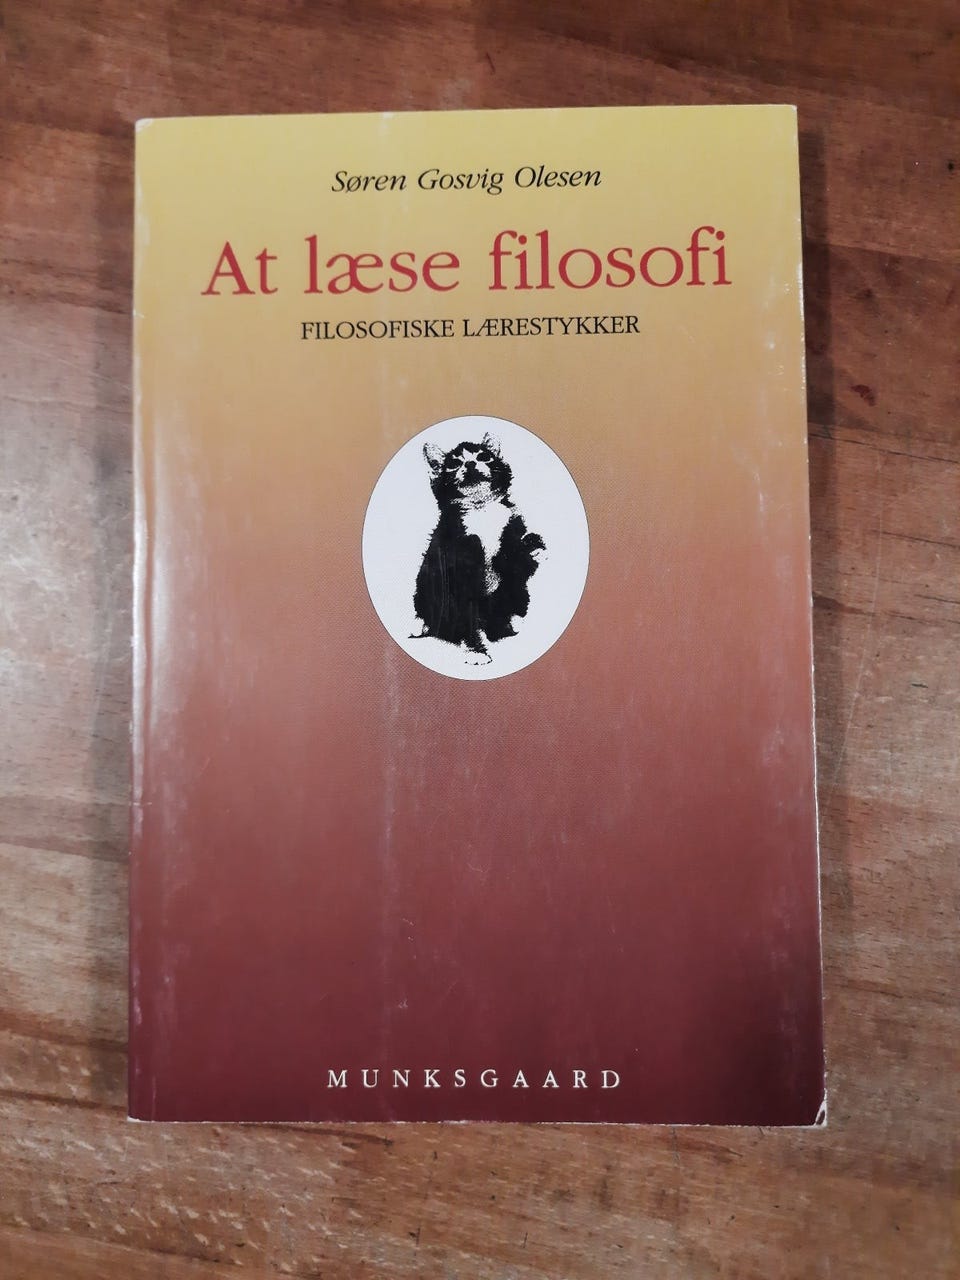 Søren Gosvig Olesen
At læse filosofi
FILOSOFISKE LÆRESTYKKER
MUNKSGAARD